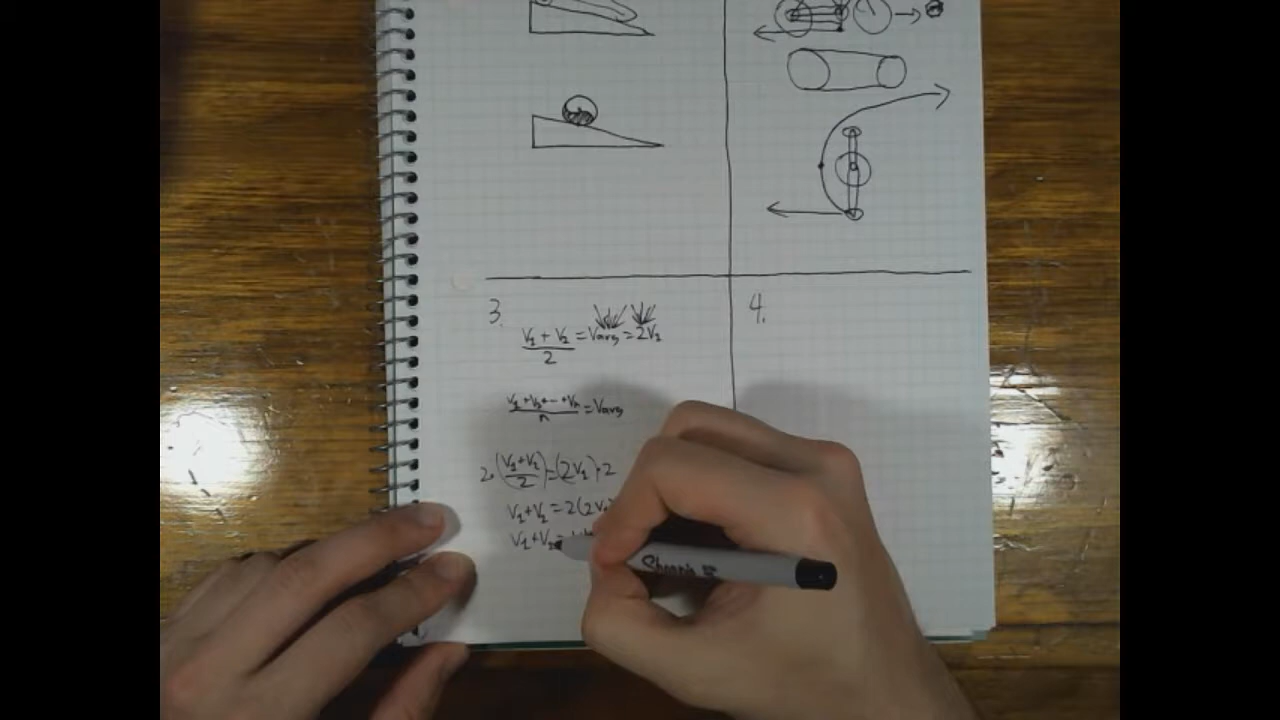 3.
V₁ + V₂ = Vavg = 2V₁
2
V₁+V₂+...+Vn = Vavg
n
2·(V₁+V₂) = (2V₁)·2
2
V₁+V₂ = 2(2V₁
V₁+V₂ =
4.
Sharpie